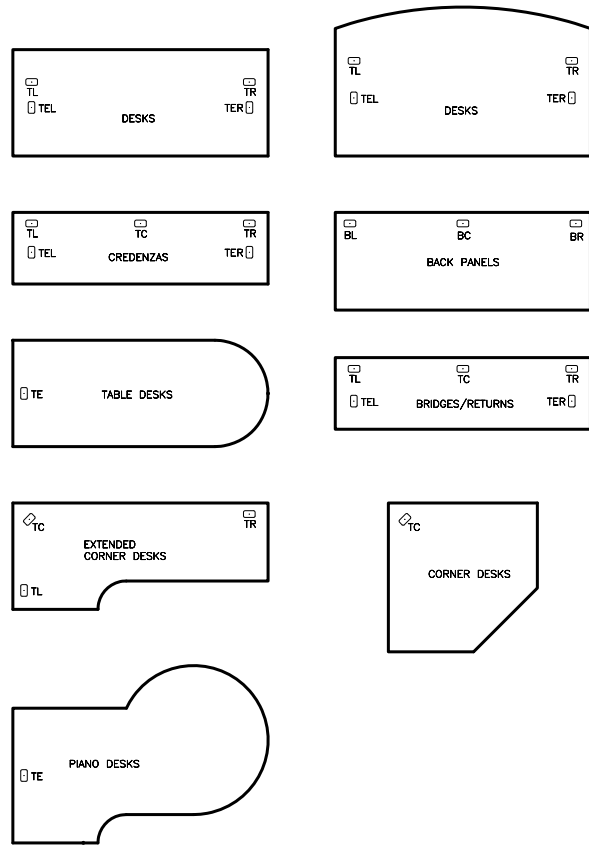 TL TR
TEL TER
DESKS
TL TR
TEL TER
DESKS
TL TC TR
TEL TER
CREDENZAS
BL BC BR
BACK PANELS
TE TABLE DESKS
TL TC TR
TEL BRIDGES/RETURNS TER
TC TR
EXTENDED
CORNER DESKS
TL
TC
CORNER DESKS
PIANO DESKS
TE